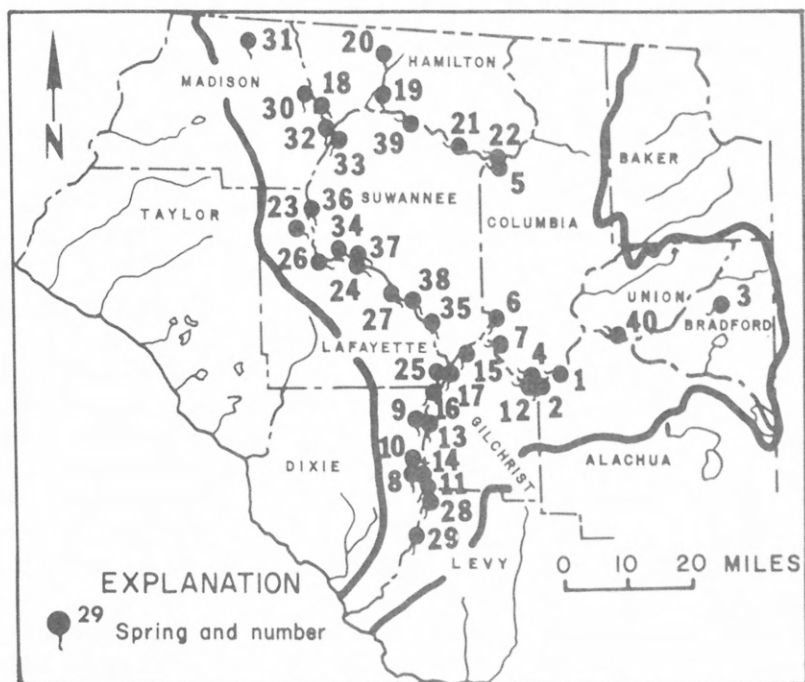 31
20
HAMILTON
MADISON
18
19
30
21
22
32
39
BAKER
33
5
N
36
SUWANNEE
TAYLOR
23
34
COLUMBIA
37
26
24
38
6
UNION
3
27
35
7
40
BRADFORD
LAFAYETTE
4
25
15
1
17
12
2
9
16
13
GILCHRIST
10
14
ALACHUA
DIXIE
8
11
28
29
LEVY
0 10 20 MILES
EXPLANATION
29
Spring and number